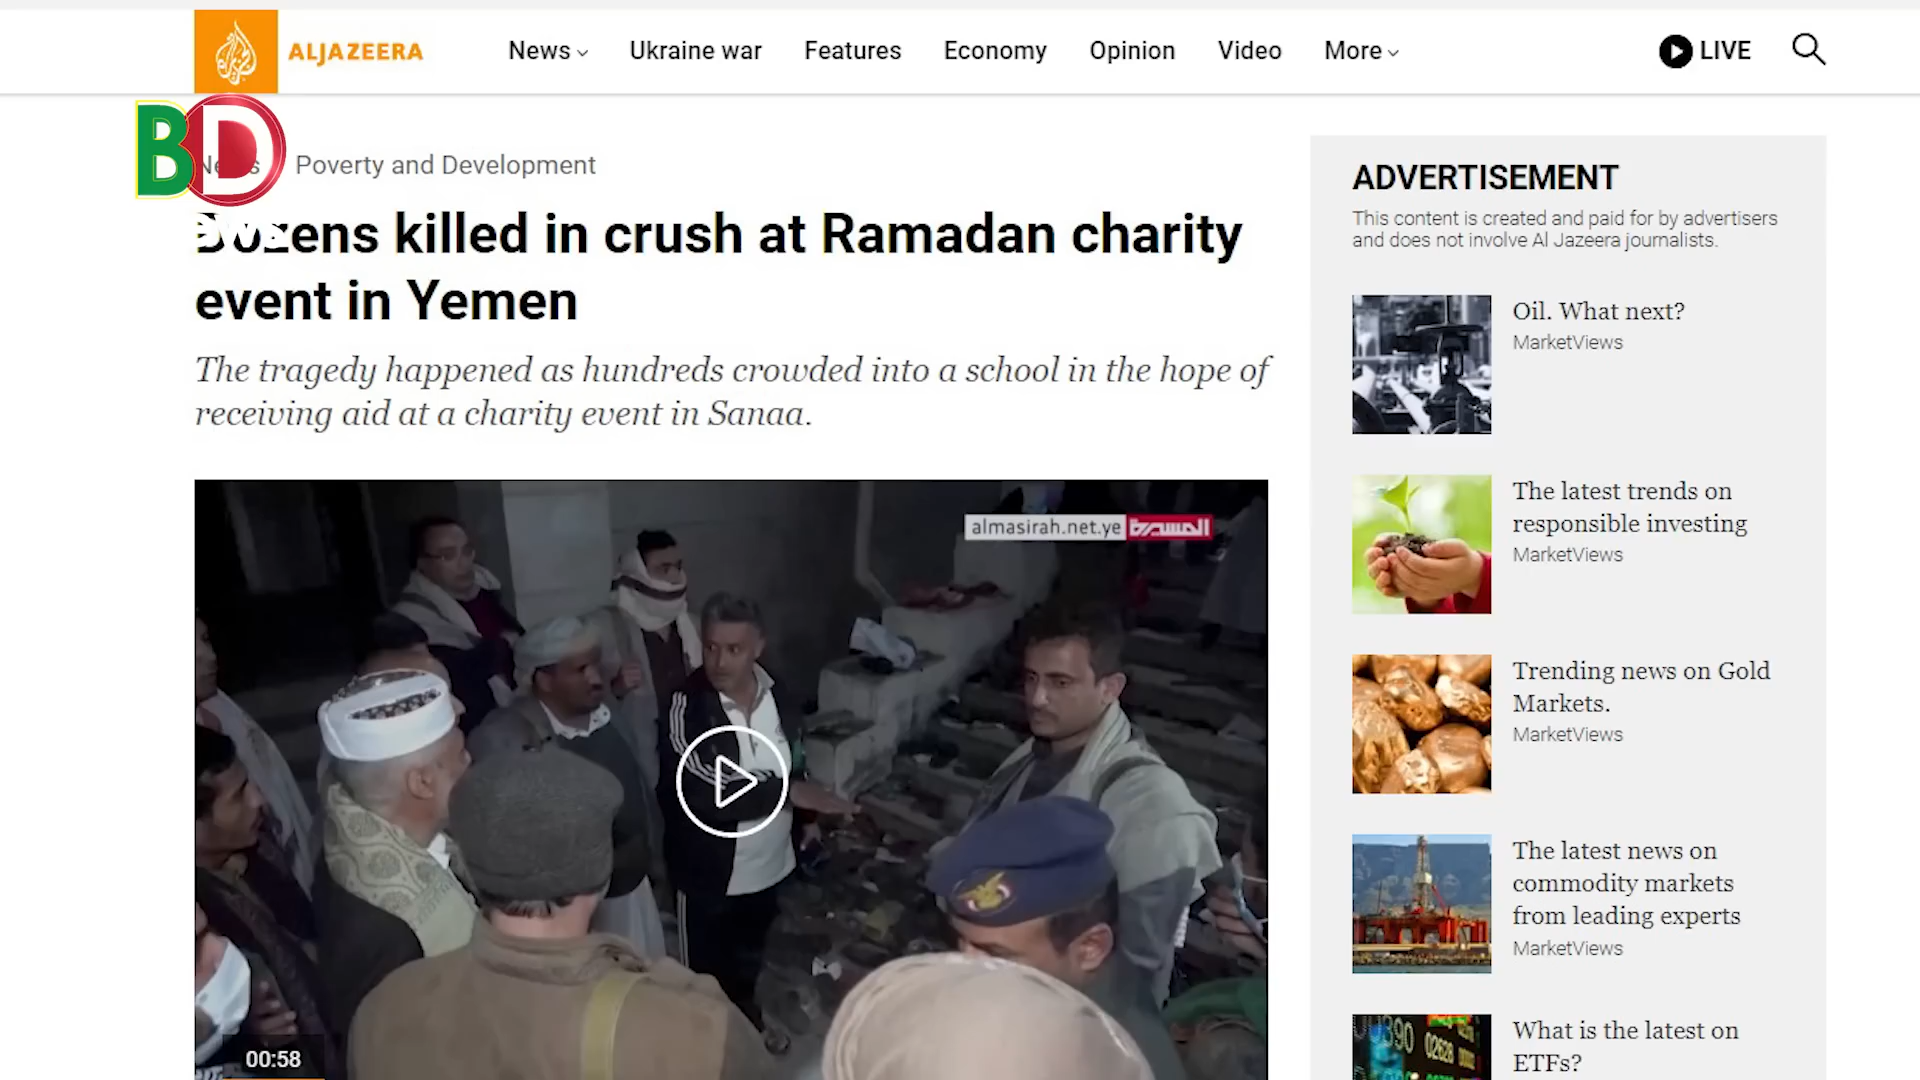 ALJAZEERA
News
Ukraine war
Features
Economy
Opinion
Video
More
LIVE
BD
News
Poverty and Development
Dozens killed in crush at Ramadan charity
event in Yemen
The tragedy happened as hundreds crowded into a school in the hope of
receiving aid at a charity event in Sanaa.
almasirah.net.ye المسيرة
00:58
ADVERTISEMENT
This content is created and paid for by advertisers
and does not involve Al Jazeera journalists.
Oil. What next?
MarketViews
The latest trends on
responsible investing
MarketViews
Trending news on Gold
Markets.
MarketViews
The latest news on
commodity markets
from leading experts
MarketViews
What is the latest on
ETFs?